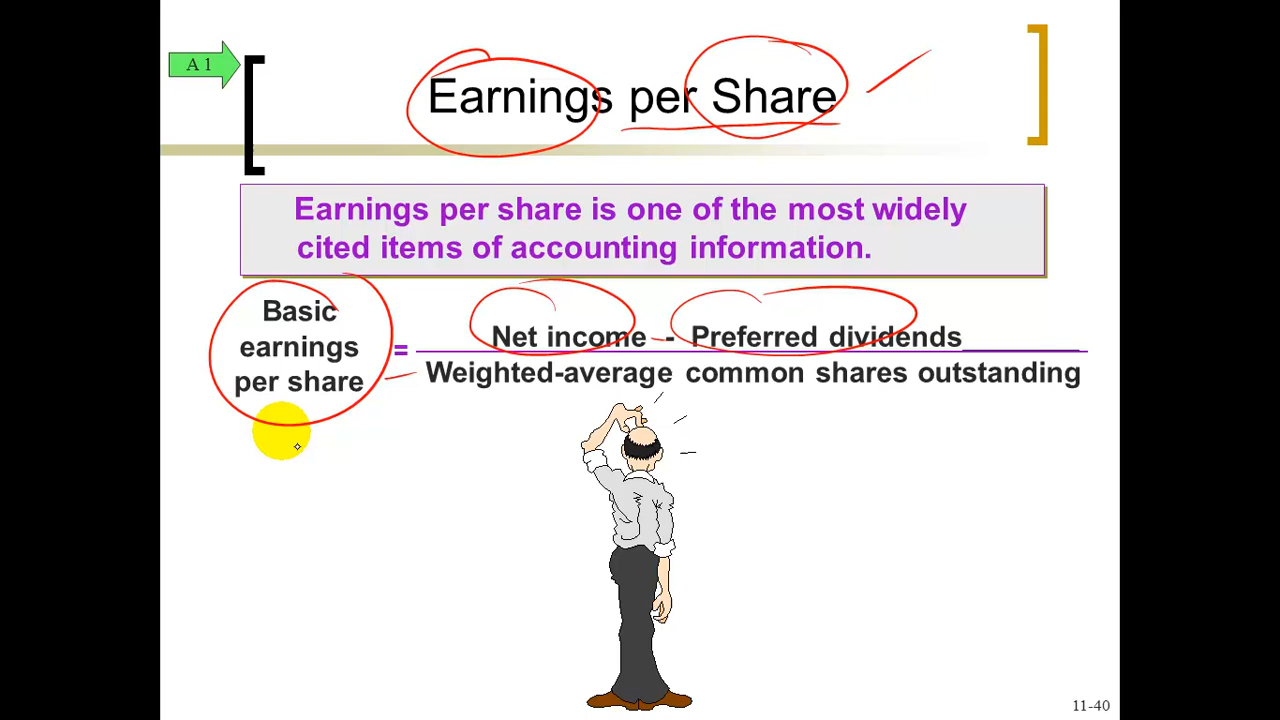 A 1
Earnings per Share
Earnings per share is one of the most widely
cited items of accounting information.
Basic
earnings
per share
=
Net income - Preferred dividends
Weighted-average common shares outstanding
11-40